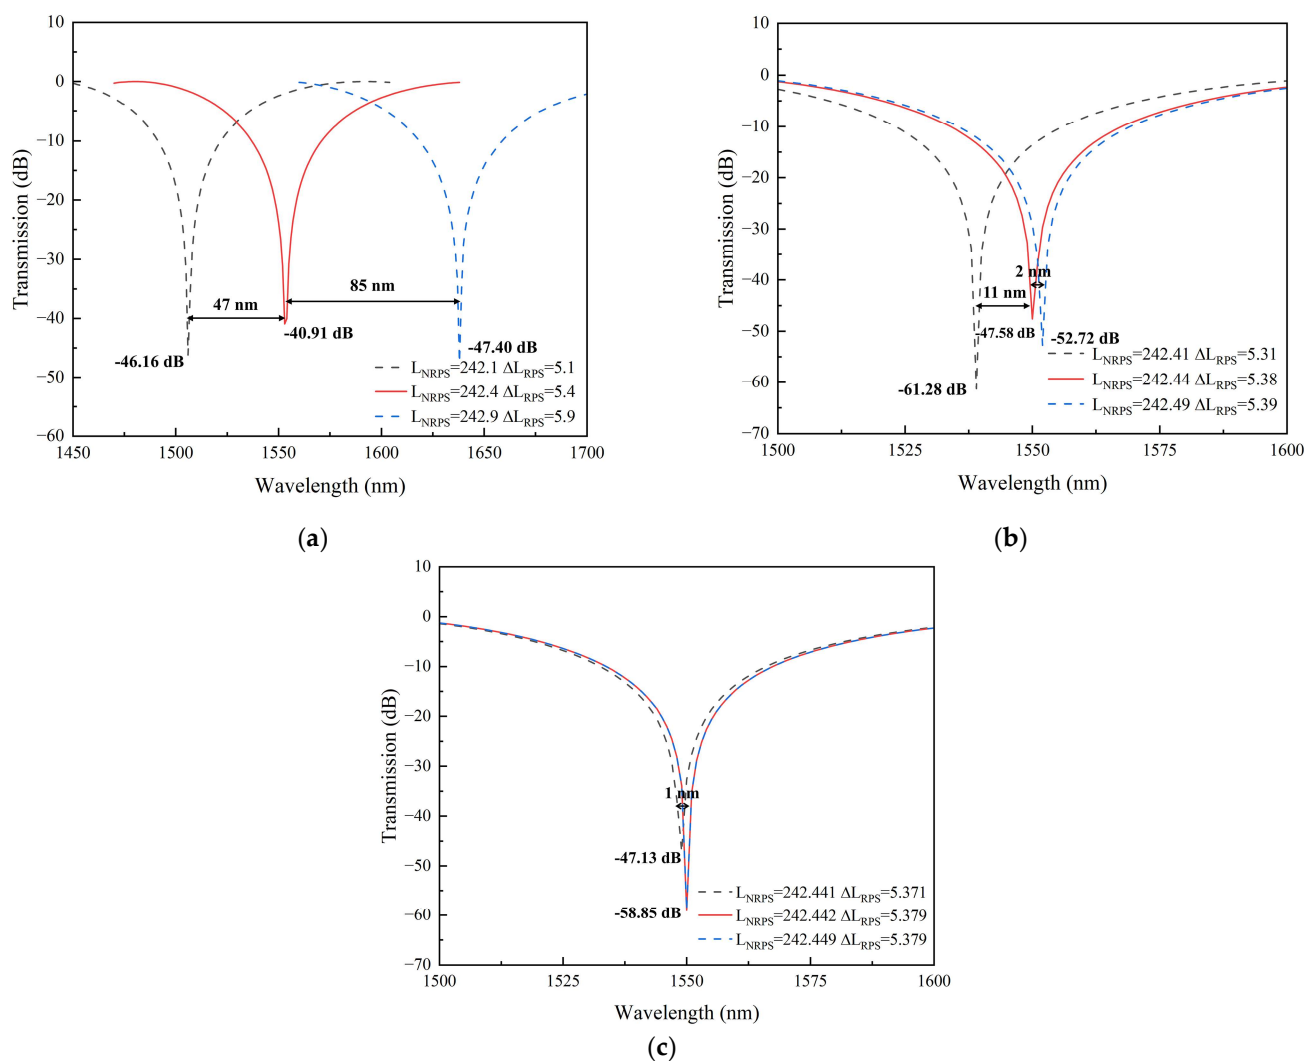 10
0
−10
−20
−30
−40
−50
−60
Transmission (dB)
47 nm
85 nm
-46.16 dB
-40.91 dB
-47.40 dB
L_NRPS=242.1 ΔL_RPS=5.1
L_NRPS=242.4 ΔL_RPS=5.4
L_NRPS=242.9 ΔL_RPS=5.9
1450 1500 1550 1600 1650 1700
Wavelength (nm)
(a)
10
0
−10
−20
−30
−40
−50
−60
−70
Transmission (dB)
2 nm
11 nm
-47.58 dB
-52.72 dB
-61.28 dB
L_NRPS=242.41 ΔL_RPS=5.31
L_NRPS=242.44 ΔL_RPS=5.38
L_NRPS=242.49 ΔL_RPS=5.39
1500 1525 1550 1575 1600
Wavelength (nm)
(b)
10
0
−10
−20
−30
−40
−50
−60
−70
Transmission (dB)
1 nm
-47.13 dB
-58.85 dB
L_NRPS=242.441 ΔL_RPS=5.371
L_NRPS=242.442 ΔL_RPS=5.379
L_NRPS=242.449 ΔL_RPS=5.379
1500 1525 1550 1575 1600
Wavelength (nm)
(c)